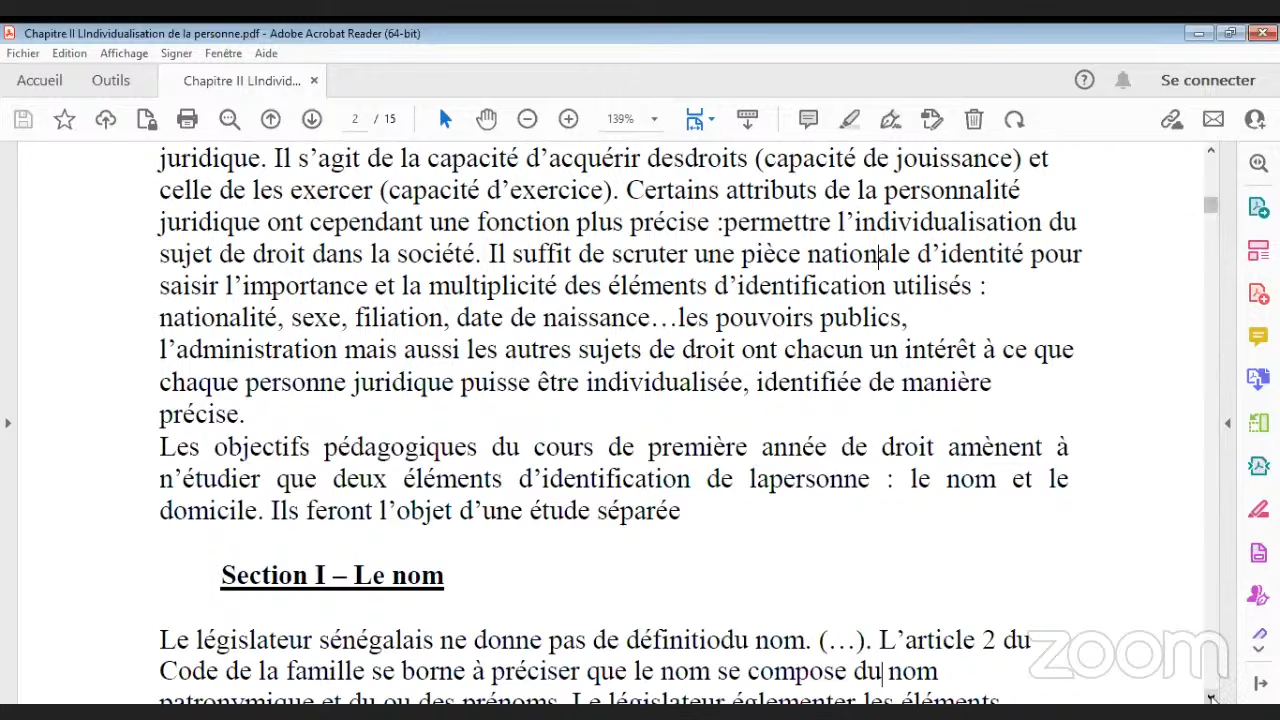 Chapitre II LIndividualisation de la personne.pdf - Adobe Acrobat Reader (64-bit)
Fichier Edition Affichage Signer Fenêtre Aide
Accueil Outils Chapitre II LIndivid... × Se connecter
2 / 15 139%
juridique. Il s’agit de la capacité d’acquérir desdroits (capacité de jouissance) et
celle de les exercer (capacité d’exercice). Certains attributs de la personnalité
juridique ont cependant une fonction plus précise :permettre l’individualisation du
sujet de droit dans la société. Il suffit de scruter une pièce nationale d’identité pour
saisir l’importance et la multiplicité des éléments d’identification utilisés :
nationalité, sexe, filiation, date de naissance…les pouvoirs publics,
l’administration mais aussi les autres sujets de droit ont chacun un intérêt à ce que
chaque personne juridique puisse être individualisée, identifiée de manière
précise.
Les objectifs pédagogiques du cours de première année de droit amènent à
n’étudier que deux éléments d’identification de lapersonne : le nom et le
domicile. Ils feront l’objet d’une étude séparée
Section I – Le nom
Le législateur sénégalais ne donne pas de définitiodu nom. (…). L’article 2 du
Code de la famille se borne à préciser que le nom se compose du nom
patronymique et du ou des prénoms. Le législateur églementer les éléments
zoom